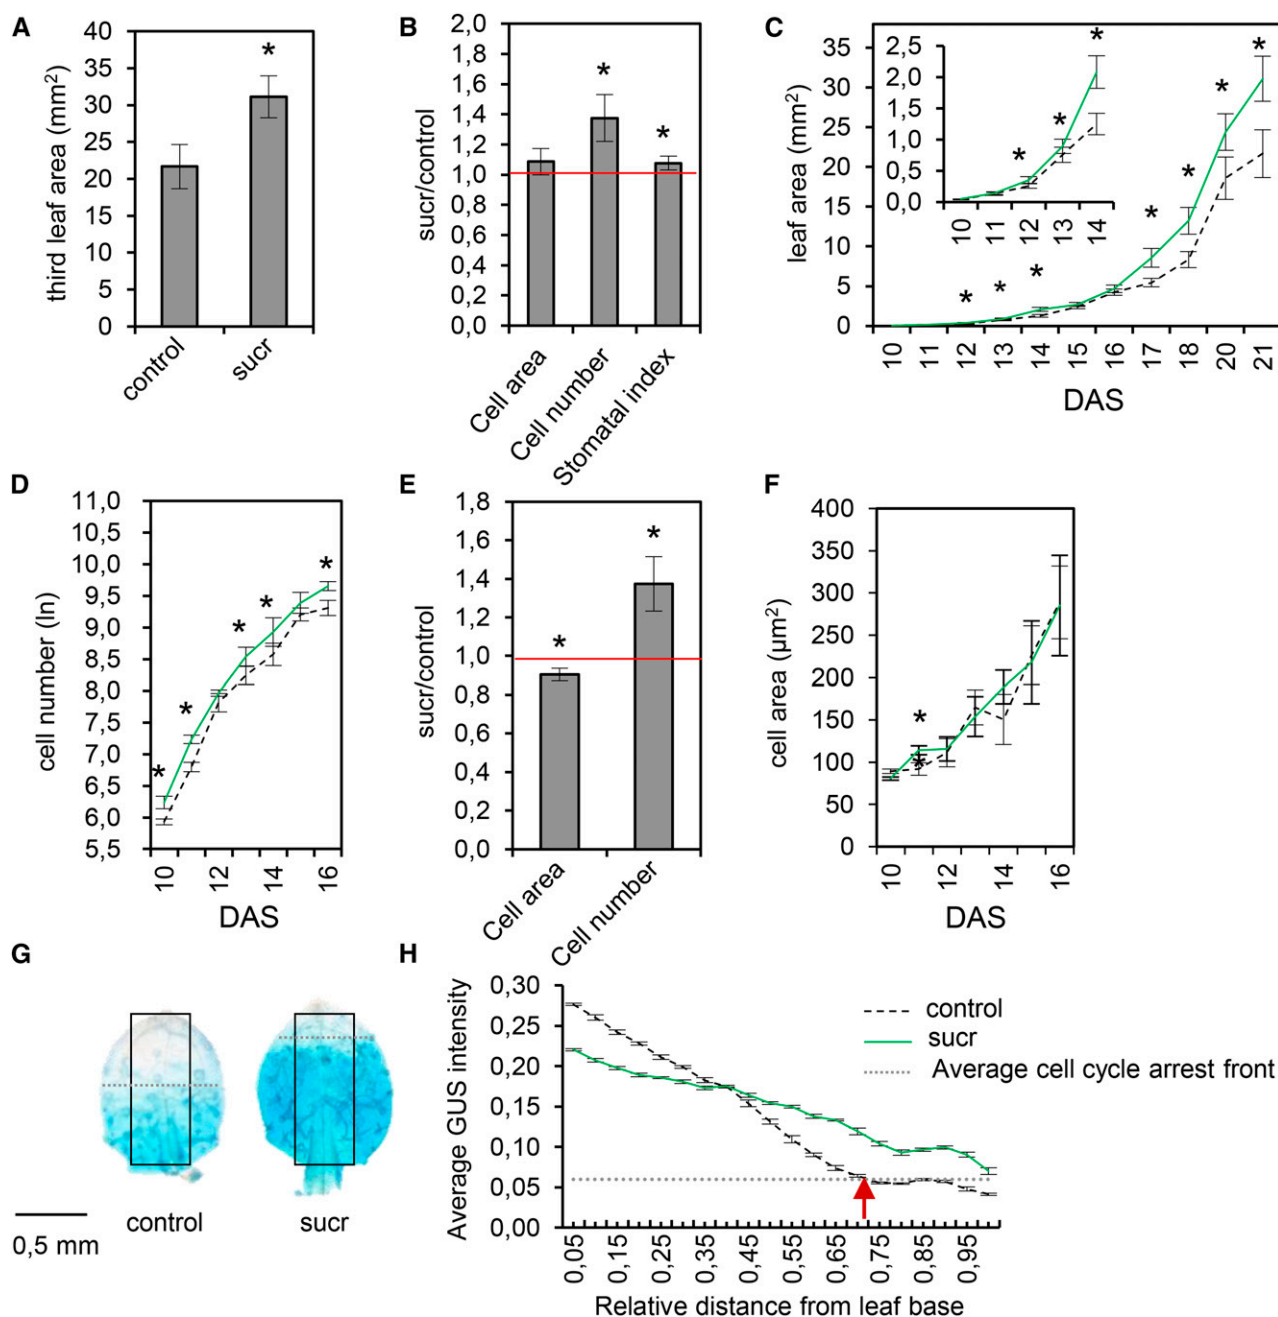 A
third leaf area (mm²)
40
35
30
25
20
15
10
5
0
*
control
sucr
B
sucr/control
2,0
1,8
1,6
1,4
1,2
1,0
0,8
0,6
0,4
0,2
0,0
*
*
Cell area
Cell number
Stomatal index
C
leaf area (mm²)
35
30
25
20
15
10
5
0
2,5
2,0
1,5
1,0
0,5
0,0
10 11 12 13 14
* * *
* * * * * * *
10 11 12 13 14 15 16 17 18 20 21
DAS
D
cell number (ln)
11,0
10,5
10,0
9,5
9,0
8,5
8,0
7,5
7,0
6,5
6,0
5,5
* * * * *
10 12 14 16
DAS
E
sucr/control
1,8
1,6
1,4
1,2
1,0
0,8
0,6
0,4
0,2
0,0
* *
Cell area
Cell number
F
cell area (µm²)
400
350
300
250
200
150
100
50
0
*
*
10 12 14 16
DAS
G
control
sucr
0,5 mm
H
Average GUS intensity
0,30
0,25
0,20
0,15
0,10
0,05
0,00
0,05 0,15 0,25 0,35 0,45 0,55 0,65 0,75 0,85 0,95
Relative distance from leaf base
control
sucr
Average cell cycle arrest front